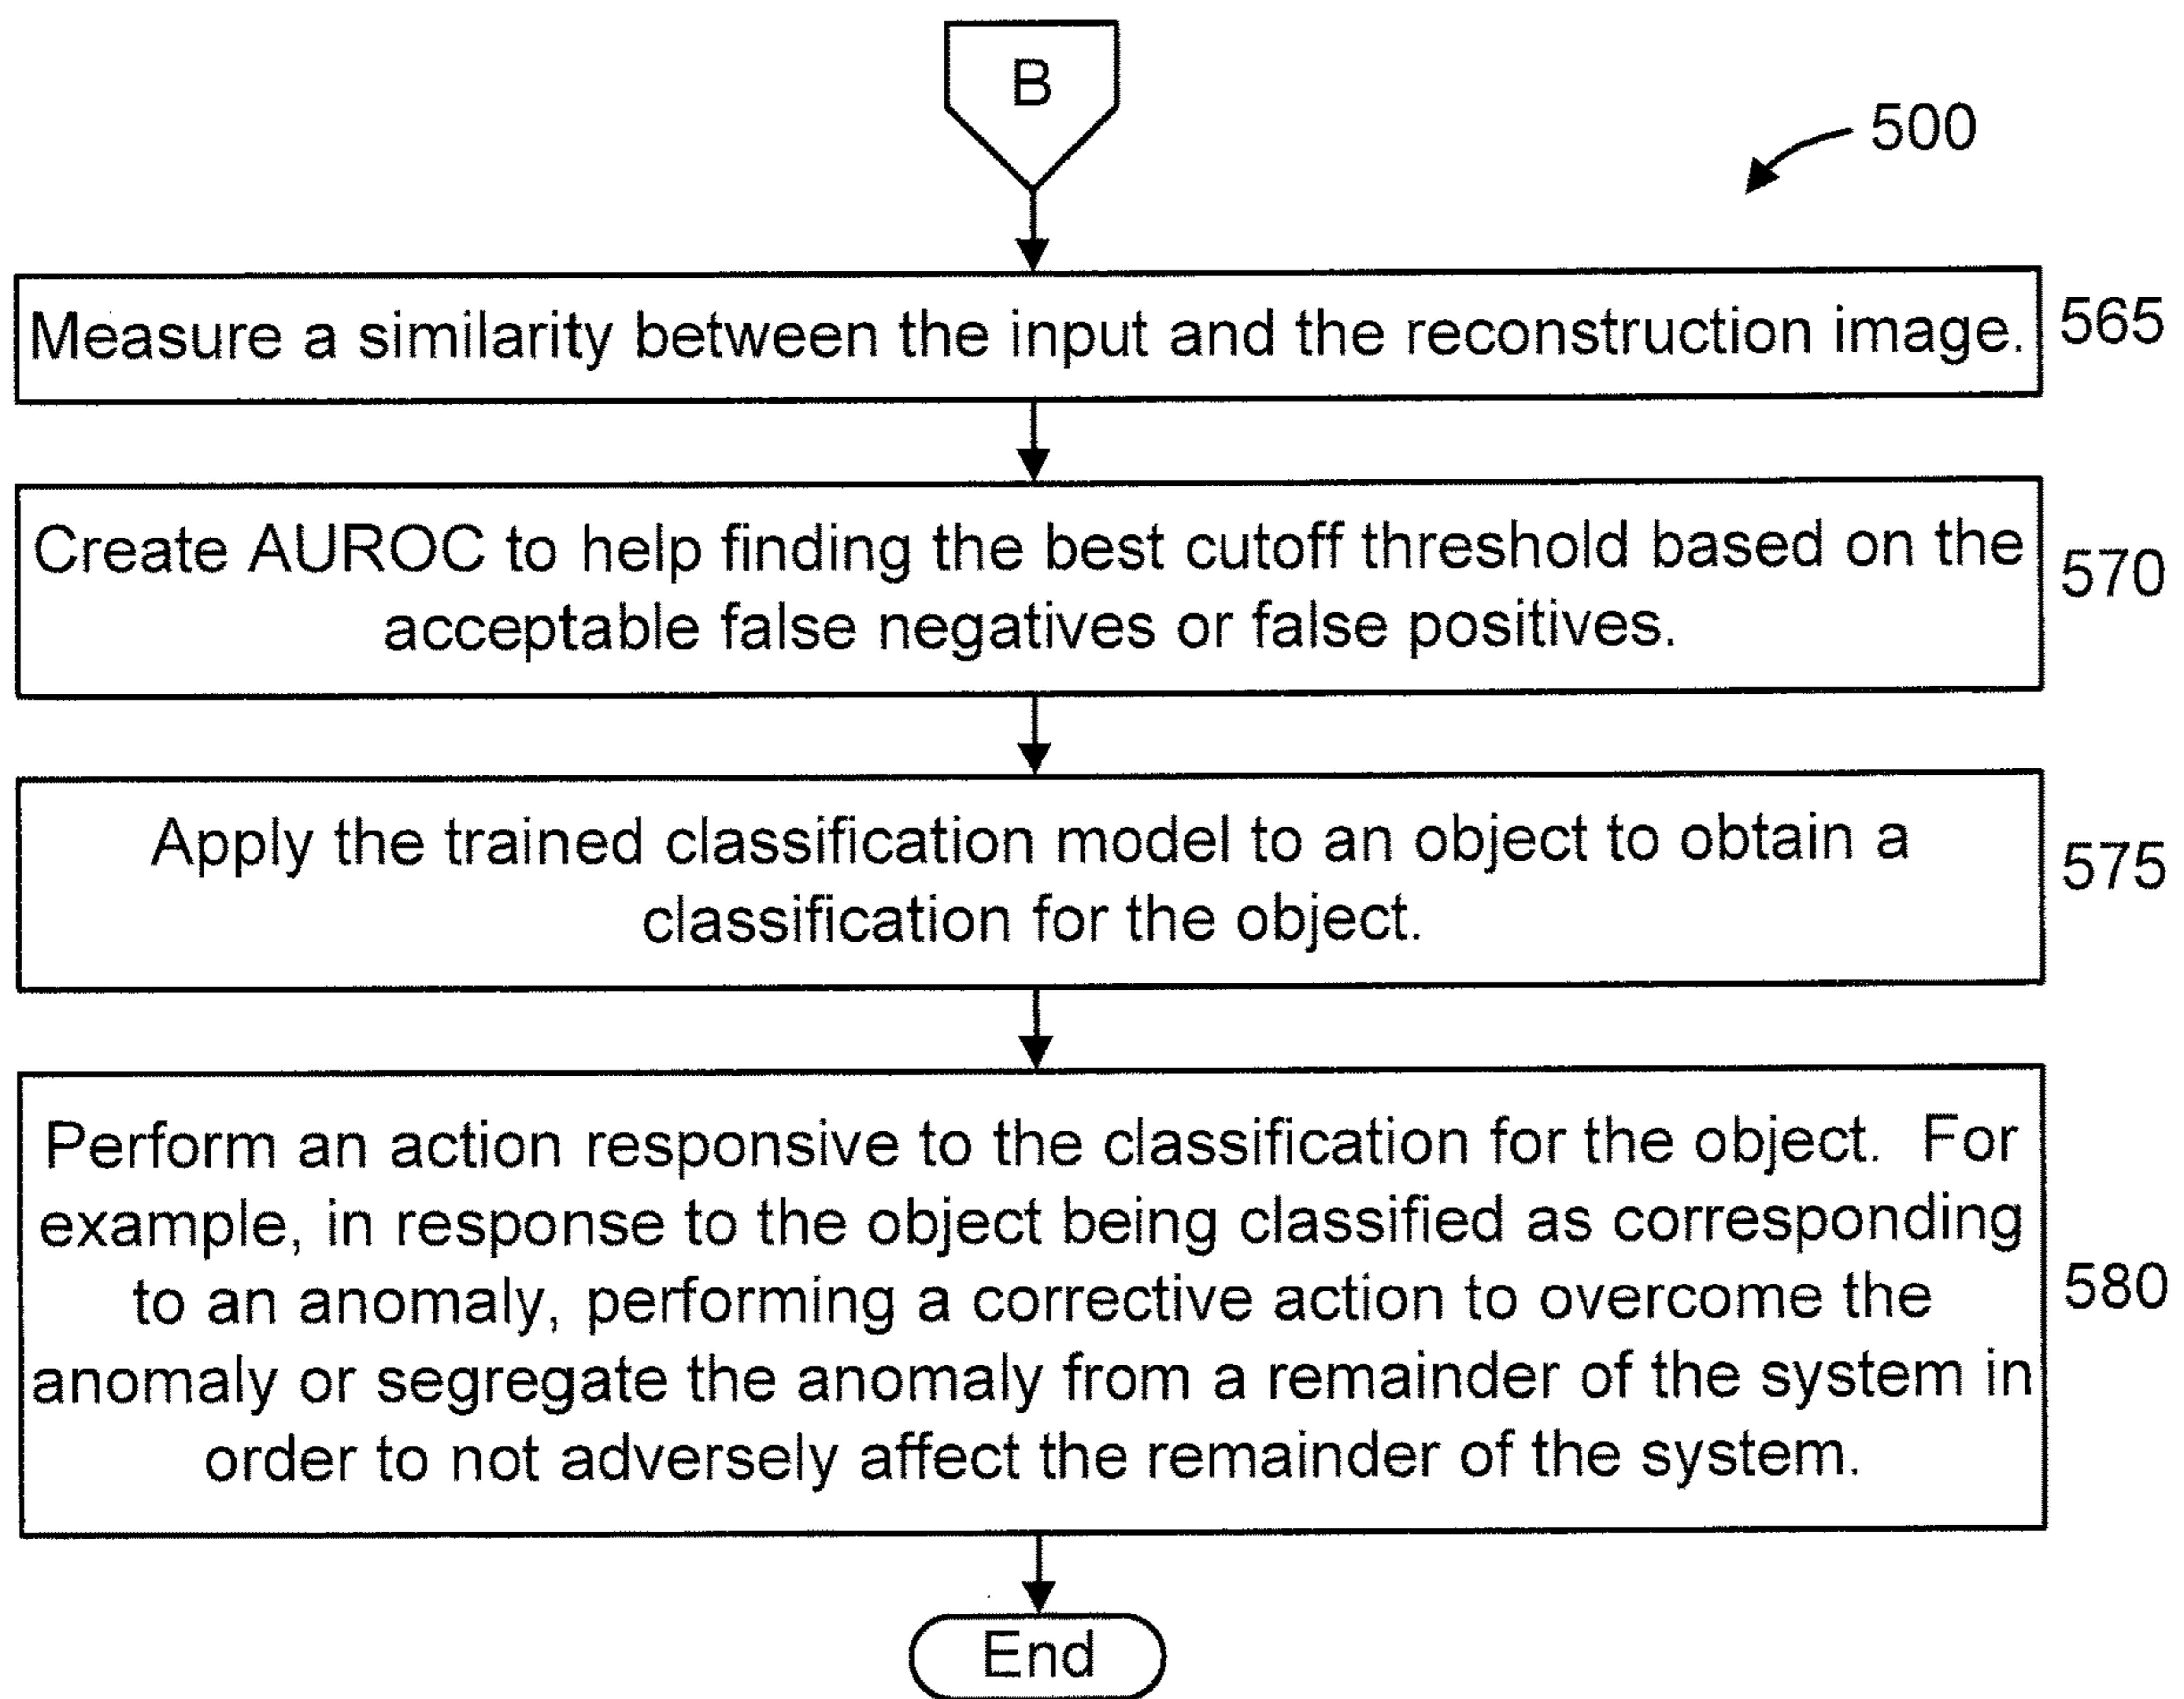 B
500
Measure a similarity between the input and the reconstruction image.
565
Create AUROC to help finding the best cutoff threshold based on the
acceptable false negatives or false positives.
570
Apply the trained classification model to an object to obtain a
classification for the object.
575
Perform an action responsive to the classification for the object. For
example, in response to the object being classified as corresponding
to an anomaly, performing a corrective action to overcome the
anomaly or segregate the anomaly from a remainder of the system in
order to not adversely affect the remainder of the system.
580
End